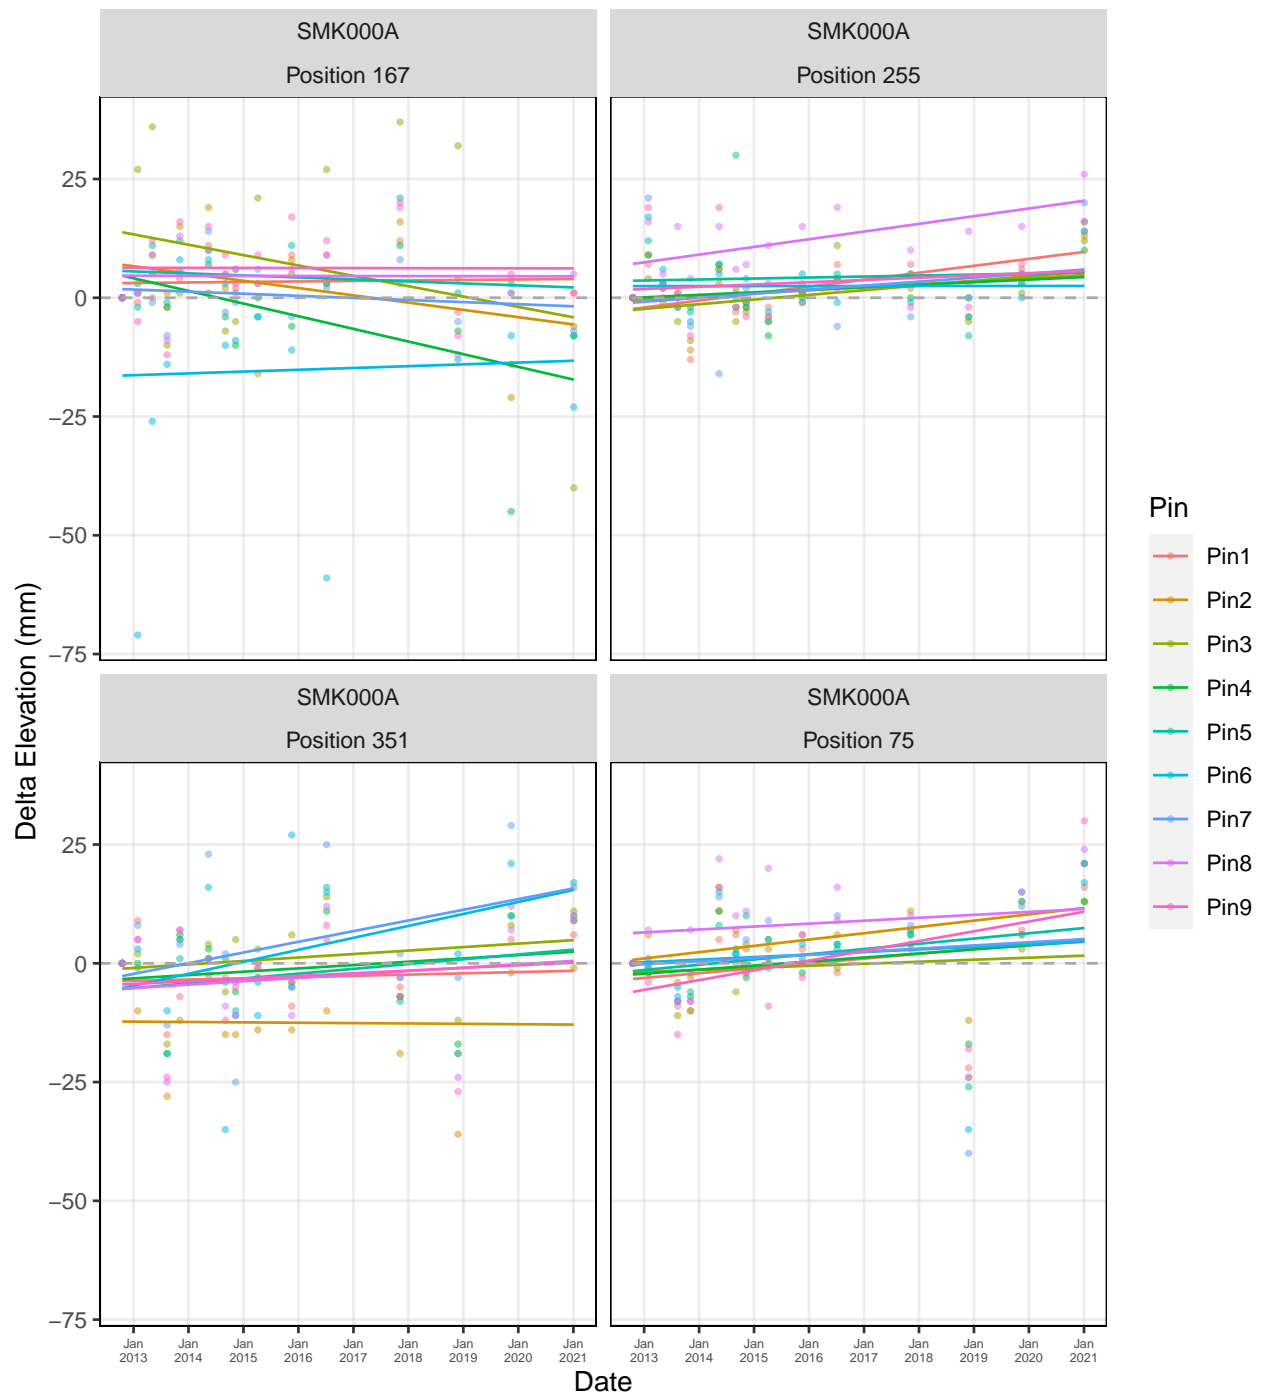 SMK000A
Position 167
SMK000A
Position 255
25
0
−25
−50
−75
SMK000A
Position 351
SMK000A
Position 75
25
0
−25
−50
−75
Jan 2013
Jan 2014
Jan 2015
Jan 2016
Jan 2017
Jan 2018
Jan 2019
Jan 2020
Jan 2021
Jan 2013
Jan 2014
Jan 2015
Jan 2016
Jan 2017
Jan 2018
Jan 2019
Jan 2020
Jan 2021
Date
Delta Elevation (mm)
Pin
Pin1
Pin2
Pin3
Pin4
Pin5
Pin6
Pin7
Pin8
Pin9